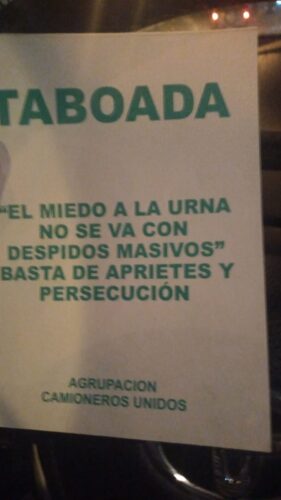 TABOADA
“EL MIEDO A LA URNA
NO SE VA CON
DESPIDOS MASIVOS”
BASTA DE APRIETES Y
PERSECUCIÓN
AGRUPACION
CAMIONEROS UNIDOS